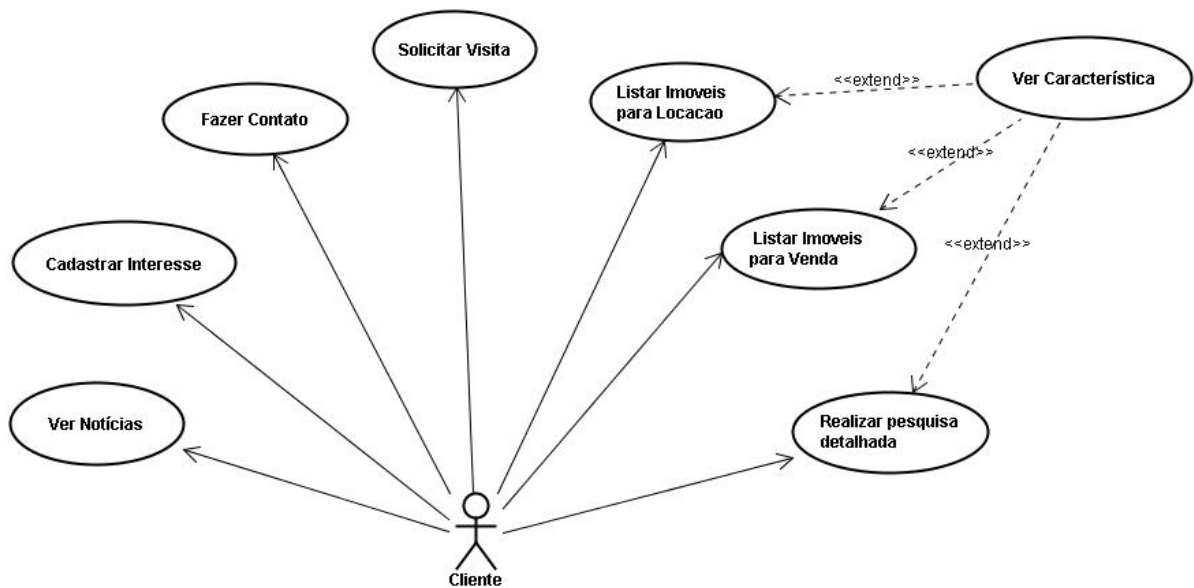 Solicitar Visita
Fazer Contato
Listar Imoveis
para Locacao
<<extend>>
Ver Característica
<<extend>>
Cadastrar Interesse
Listar Imoveis
para Venda
<<extend>>
Ver Notícias
Realizar pesquisa
detalhada
Cliente